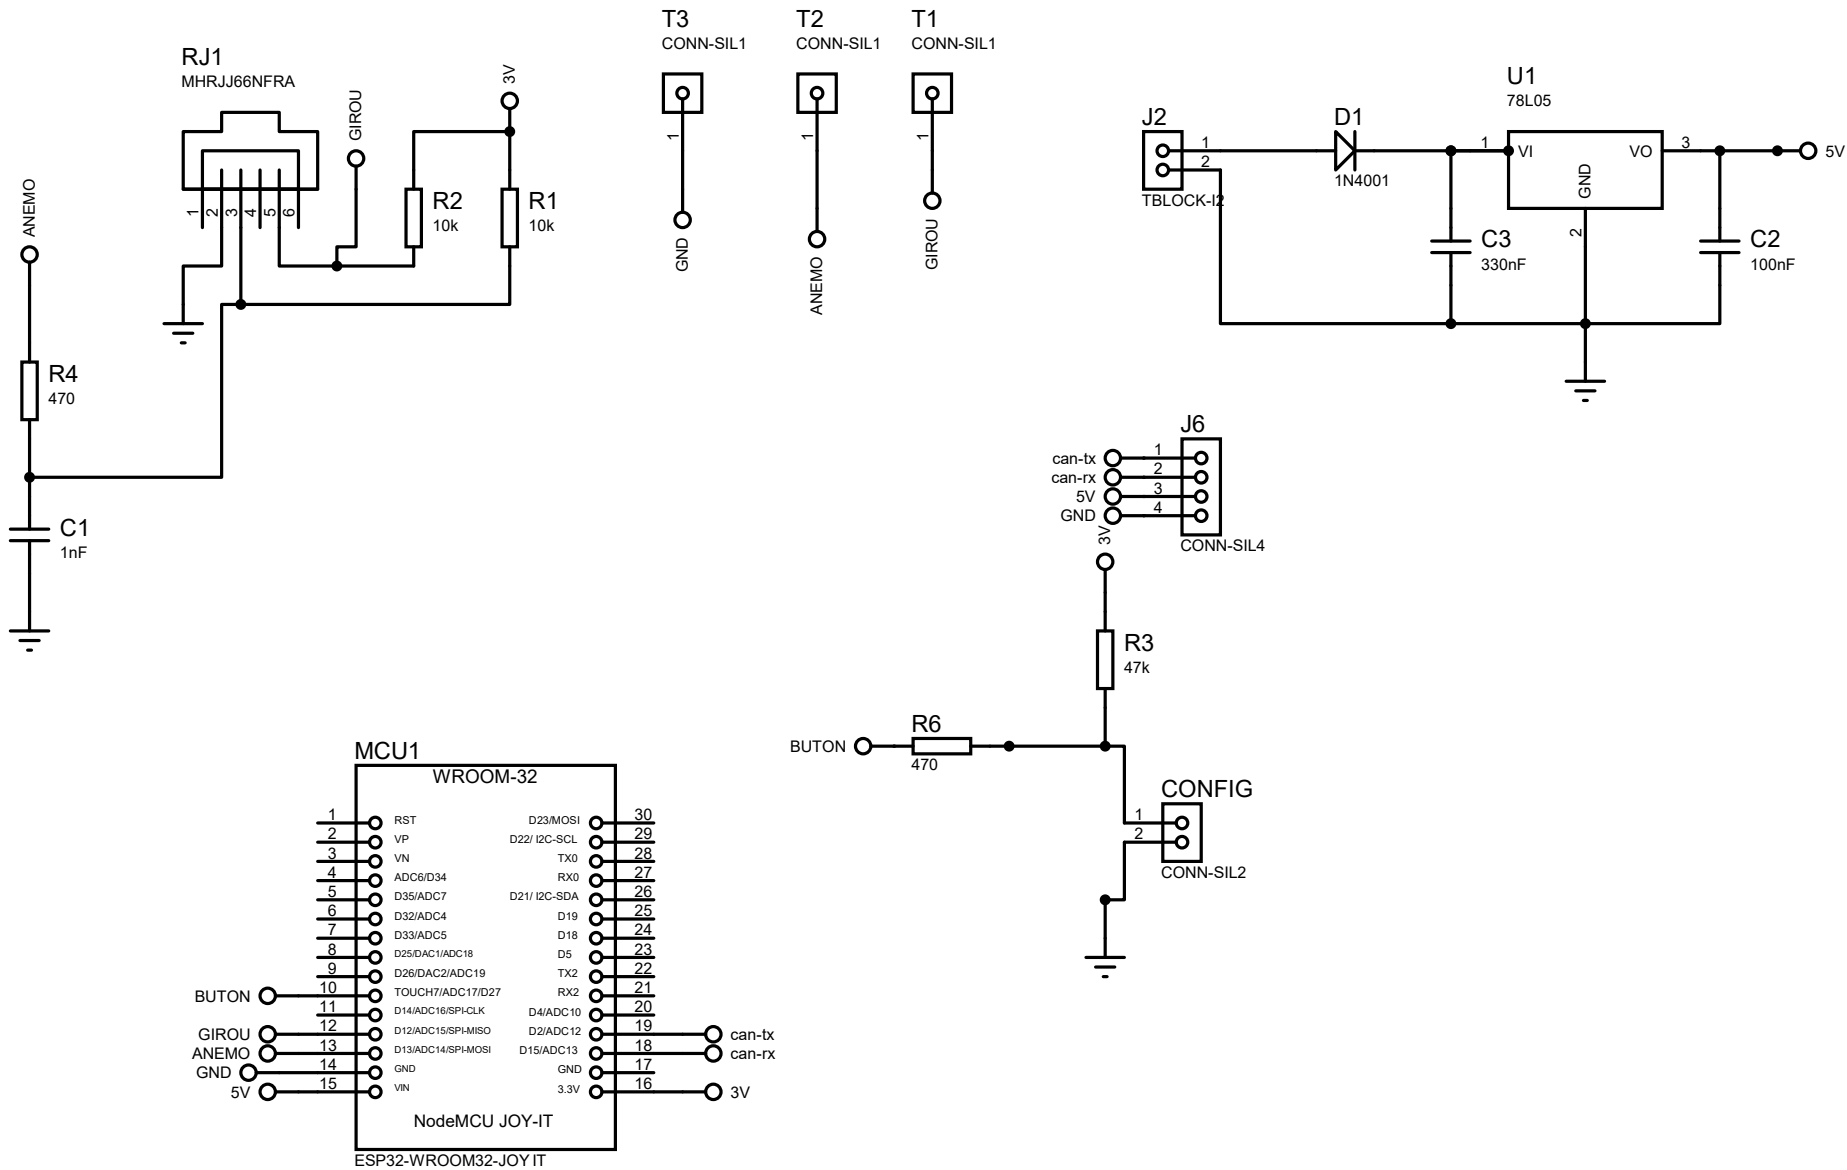 T3
CONN-SIL1
T2
CONN-SIL1
T1
CONN-SIL1
RJ1
MHRJJ66NFRA
GIROU
3V
1
1
1
U1
78L05
J2
1
2
TBLOCK-I2
D1
1N4001
1
VI
VO
3
5V
GND
2
ANEMO
1
2
3
4
5
6
R2
10k
R1
10k
GND
ANEMO
GIROU
C3
330nF
C2
100nF
R4
470
C1
1nF
J6
can-tx
1
can-rx
2
5V
3
GND
4
CONN-SIL4
3V
R3
47k
BUTON
R6
470
CONFIG
1
2
CONN-SIL2
MCU1
WROOM-32
1 RST D23/MOSI 30
2 VP D22/ I2C-SCL 29
3 VN TX0 28
4 ADC6/D34 RX0 27
5 D35/ADC7 D21/ I2C-SDA 26
6 D32/ADC4 D19 25
7 D33/ADC5 D18 24
8 D25/DAC1/ADC18 D5 23
9 D26/DAC2/ADC19 TX2 22
BUTON 10 TOUCH7/ADC17/D27 RX2 21
11 D14/ADC16/SPI-CLK D4/ADC10 20
GIROU 12 D12/ADC15/SPI-MISO D2/ADC12 19 can-tx
ANEMO 13 D13/ADC14/SPI-MOSI D15/ADC13 18 can-rx
GND 14 GND GND 17
5V 15 VIN 3.3V 16 3V
NodeMCU JOY-IT
ESP32-WROOM32-JOY IT